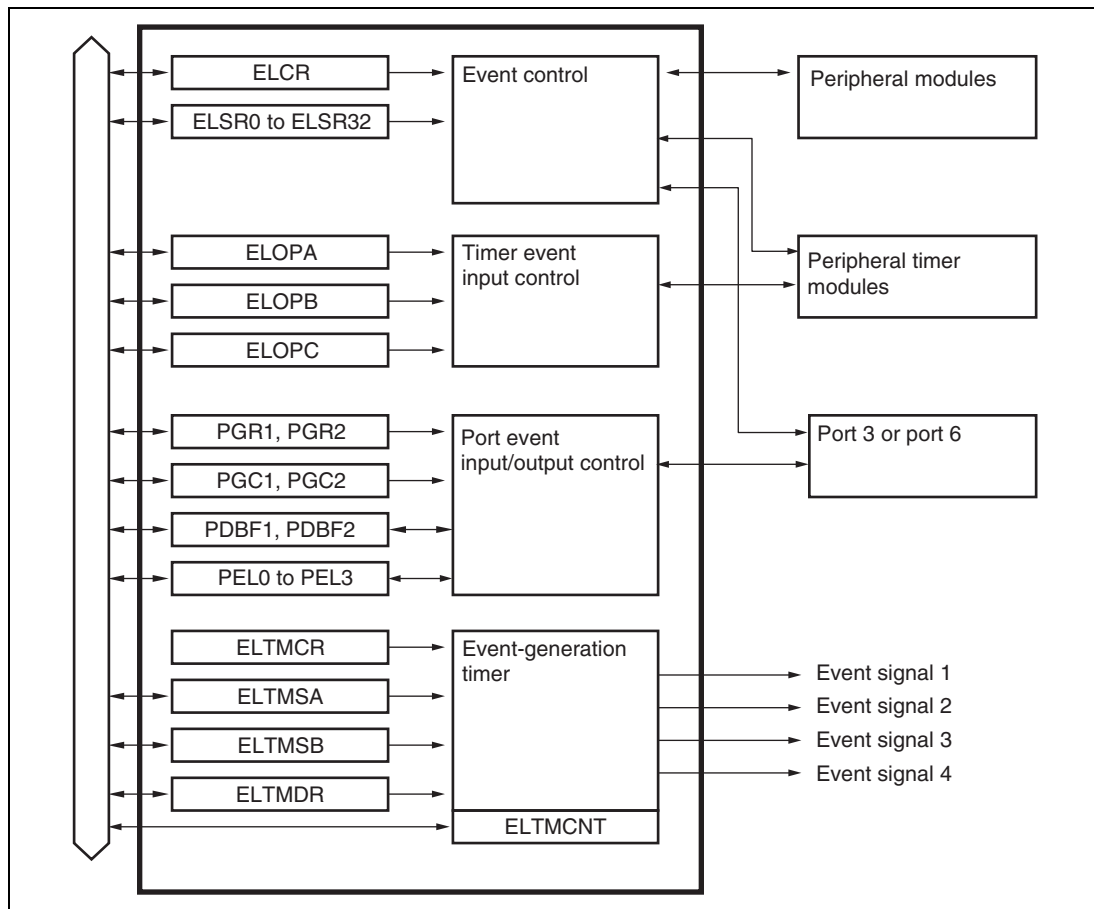 ELCR
ELSR0 to ELSR32
Event control
Peripheral modules
ELOPA
ELOPB
ELOPC
Timer event
input control
Peripheral timer
modules
PGR1, PGR2
PGC1, PGC2
PDBF1, PDBF2
PEL0 to PEL3
Port event
input/output control
Port 3 or port 6
ELTMCR
ELTMSA
ELTMSB
ELTMDR
Event-generation
timer
ELTMCNT
Event signal 1
Event signal 2
Event signal 3
Event signal 4